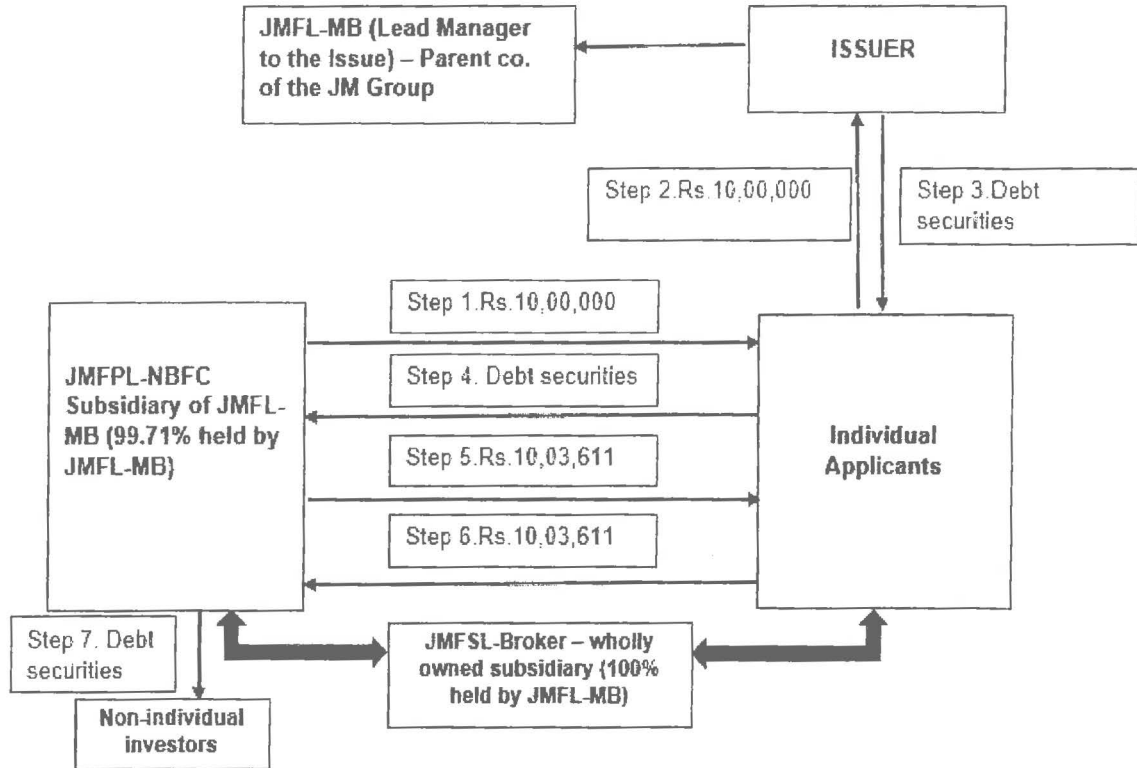 JMFL-MB (Lead Manager
to the Issue) – Parent co.
of the JM Group
ISSUER
Step 2.Rs.10,00,000
Step 3.Debt
securities
Step 1.Rs.10,00,000
JMFPL-NBFC
Subsidiary of JMFL-
MB (99.71% held by
JMFL-MB)
Step 4. Debt securities
Step 5.Rs.10,03,611
Step 6.Rs.10,03,611
Individual
Applicants
Step 7. Debt
securities
JMFSL-Broker – wholly
owned subsidiary (100%
held by JMFL-MB)
Non-individual
investors